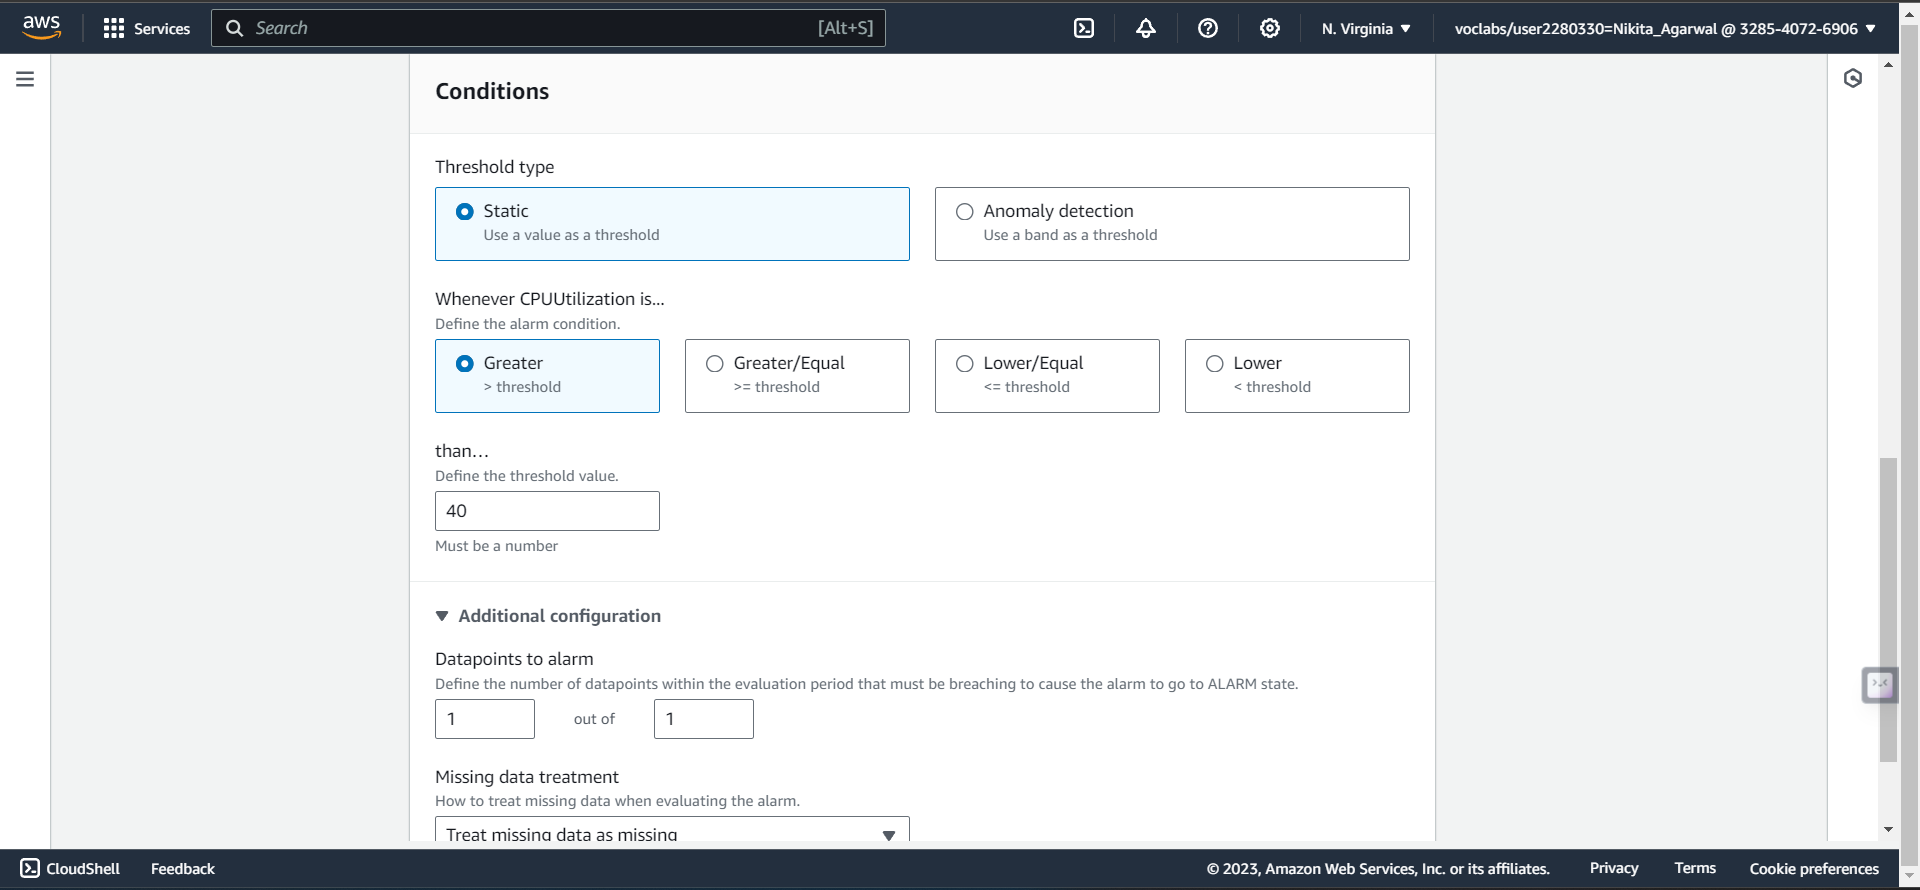 aws Services Search [Alt+S] N. Virginia voclabs/user2280330=Nikita_Agarwal @ 3285-4072-6906
Conditions
Threshold type
Static Anomaly detection
Use a value as a threshold Use a band as a threshold
Whenever CPUUtilization is...
Define the alarm condition.
Greater Greater/Equal Lower/Equal Lower
> threshold >= threshold <= threshold < threshold
than...
Define the threshold value.
40
Must be a number
Additional configuration
Datapoints to alarm
Define the number of datapoints within the evaluation period that must be breaching to cause the alarm to go to ALARM state.
1 out of 1
Missing data treatment
How to treat missing data when evaluating the alarm.
Treat missing data as missing
CloudShell Feedback © 2023, Amazon Web Services, Inc. or its affiliates. Privacy Terms Cookie preferences